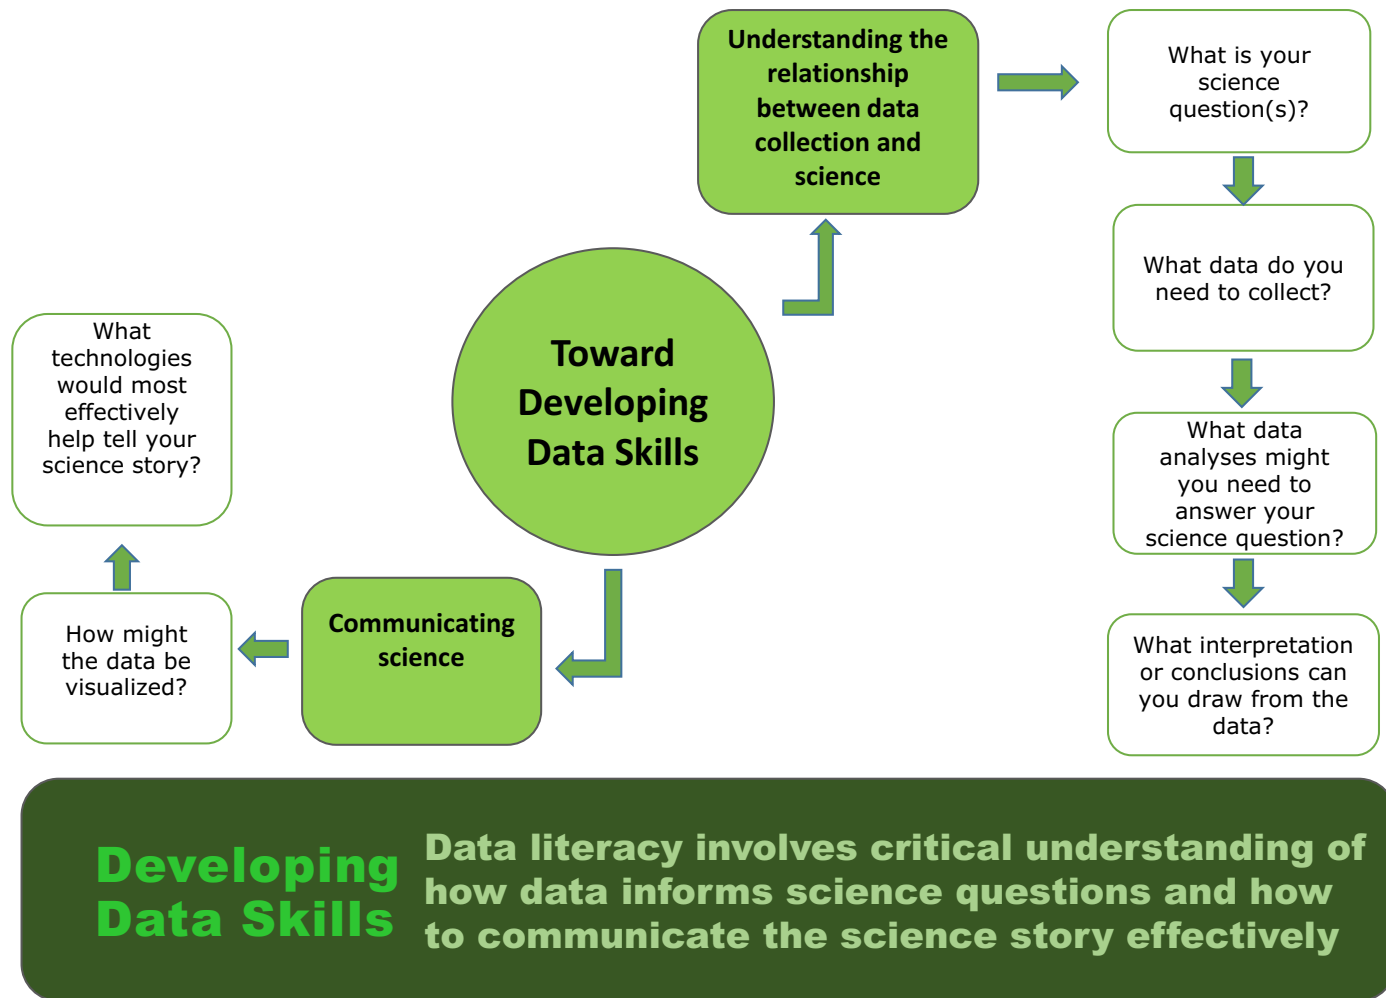 Understanding the
relationship
between data
collection and
science
What is your
science
question(s)?
What data do you
need to collect?
What data
analyses might
you need to
answer your
science question?
What interpretation
or conclusions can
you draw from the
data?
Toward
Developing
Data Skills
Communicating
science
How might
the data be
visualized?
What
technologies
would most
effectively
help tell your
science story?
Developing
Data Skills
Data literacy involves critical understanding of
how data informs science questions and how
to communicate the science story effectively